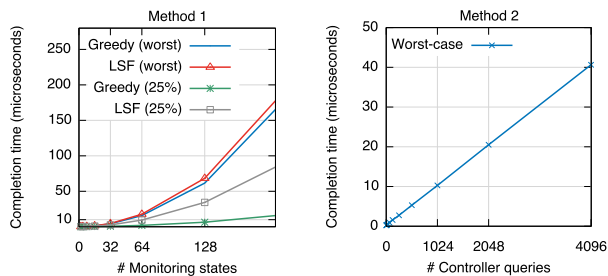 Method 1
Completion time (microseconds)
250
200
150
100
50
10
Greedy (worst)
LSF (worst)
Greedy (25%)
LSF (25%)
0 32 64 128
# Monitoring states
Method 2
Completion time (microseconds)
50
40
30
20
10
0
Worst-case
0 1024 2048 4096
# Controller queries